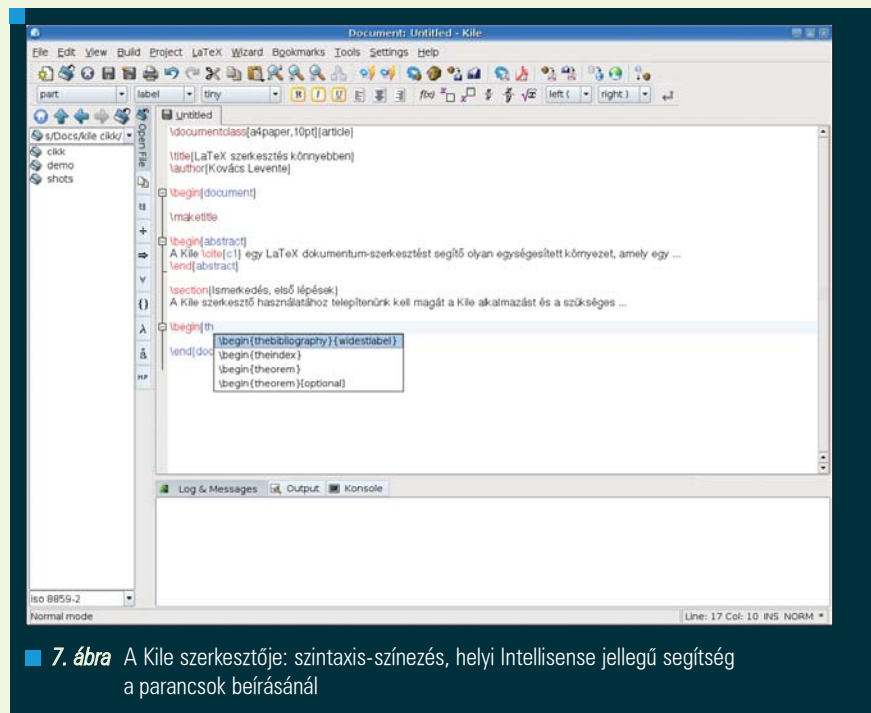 Document: Untitled - Kile
File Edit View Build Project LaTeX Wizard Bookmarks Tools Settings Help
part label tiny B I U f(x) left ( right )
s/Docs/kile cikk/
cikk
demo
shots
Open File
Untitled
\documentclass[a4paper,10pt]{article}
\title{LaTeX szerkesztés könnyebben}
\author{Kovács Levente}
\begin{document}
\maketitle
\begin{abstract}
A Kile \cite{c1} egy LaTeX dokumentum-szerkesztést segítő olyan egységesített környezet, amely egy ...
\end{abstract}
\section{Ismerkedés, első lépések}
A Kile szerkesztő használatához telepítenünk kell magát a Kile alkalmazást és a szükséges ...
\begin{th
\begin{thebibliography}{widestlabel}
\begin{theindex}
\begin{theorem}
\begin{theorem}[optional]
\end{doc
Log & Messages Output Konsole
iso 8859-2
Normal mode
Line: 17 Col: 10 INS NORM *
7. ábra A Kile szerkesztője: szintaxis-színezés, helyi Intellisense jellegű segítség
a parancsok beírásánál